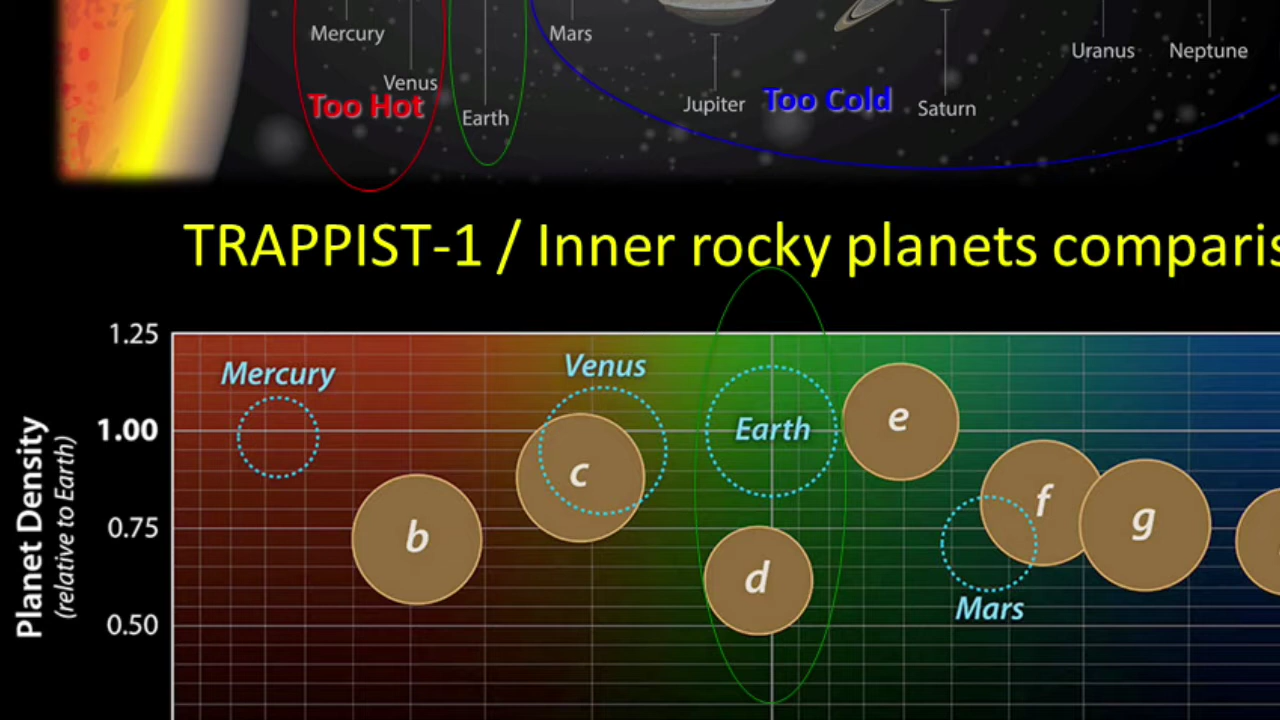 Mercury
Mars
Uranus
Neptune
Venus
Too Hot
Jupiter
Too Cold
Saturn
Earth
TRAPPIST-1 / Inner rocky planets
1.25
Mercury
Venus
1.00
Earth
e
c
f
g
b
0.75
d
Mars
0.50
Planet Density
(relative to Earth)